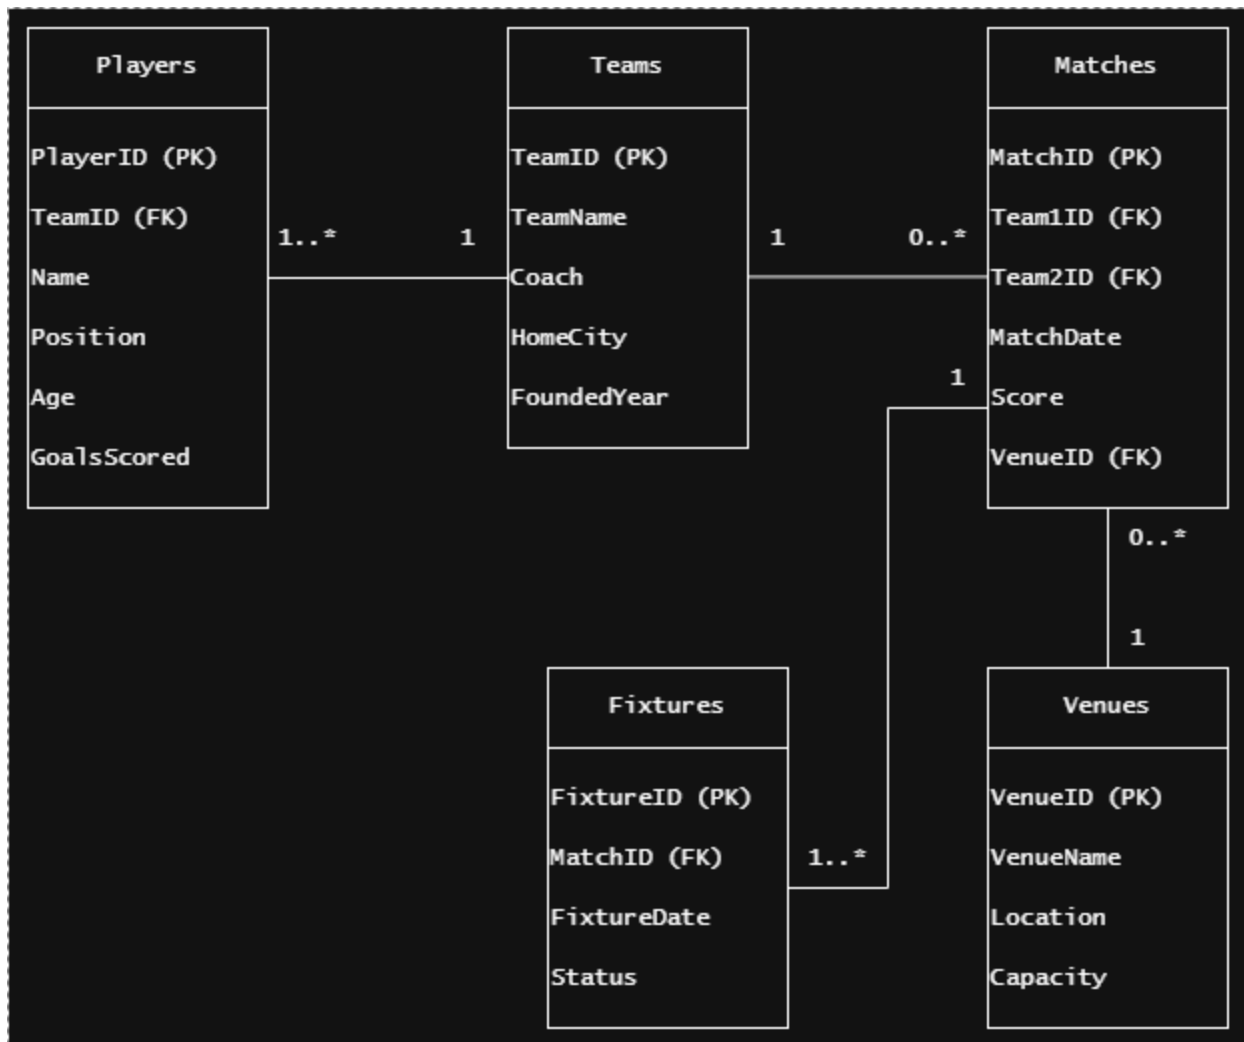 Players
PlayerID (PK)
TeamID (FK)
Name
Position
Age
GoalsScored
1..*
1
Teams
TeamID (PK)
TeamName
Coach
HomeCity
FoundedYear
1
0..*
Matches
MatchID (PK)
Team1ID (FK)
Team2ID (FK)
MatchDate
Score
VenueID (FK)
1
0..*
1
Fixtures
FixtureID (PK)
MatchID (FK)
FixtureDate
Status
1..*
Venues
VenueID (PK)
VenueName
Location
Capacity